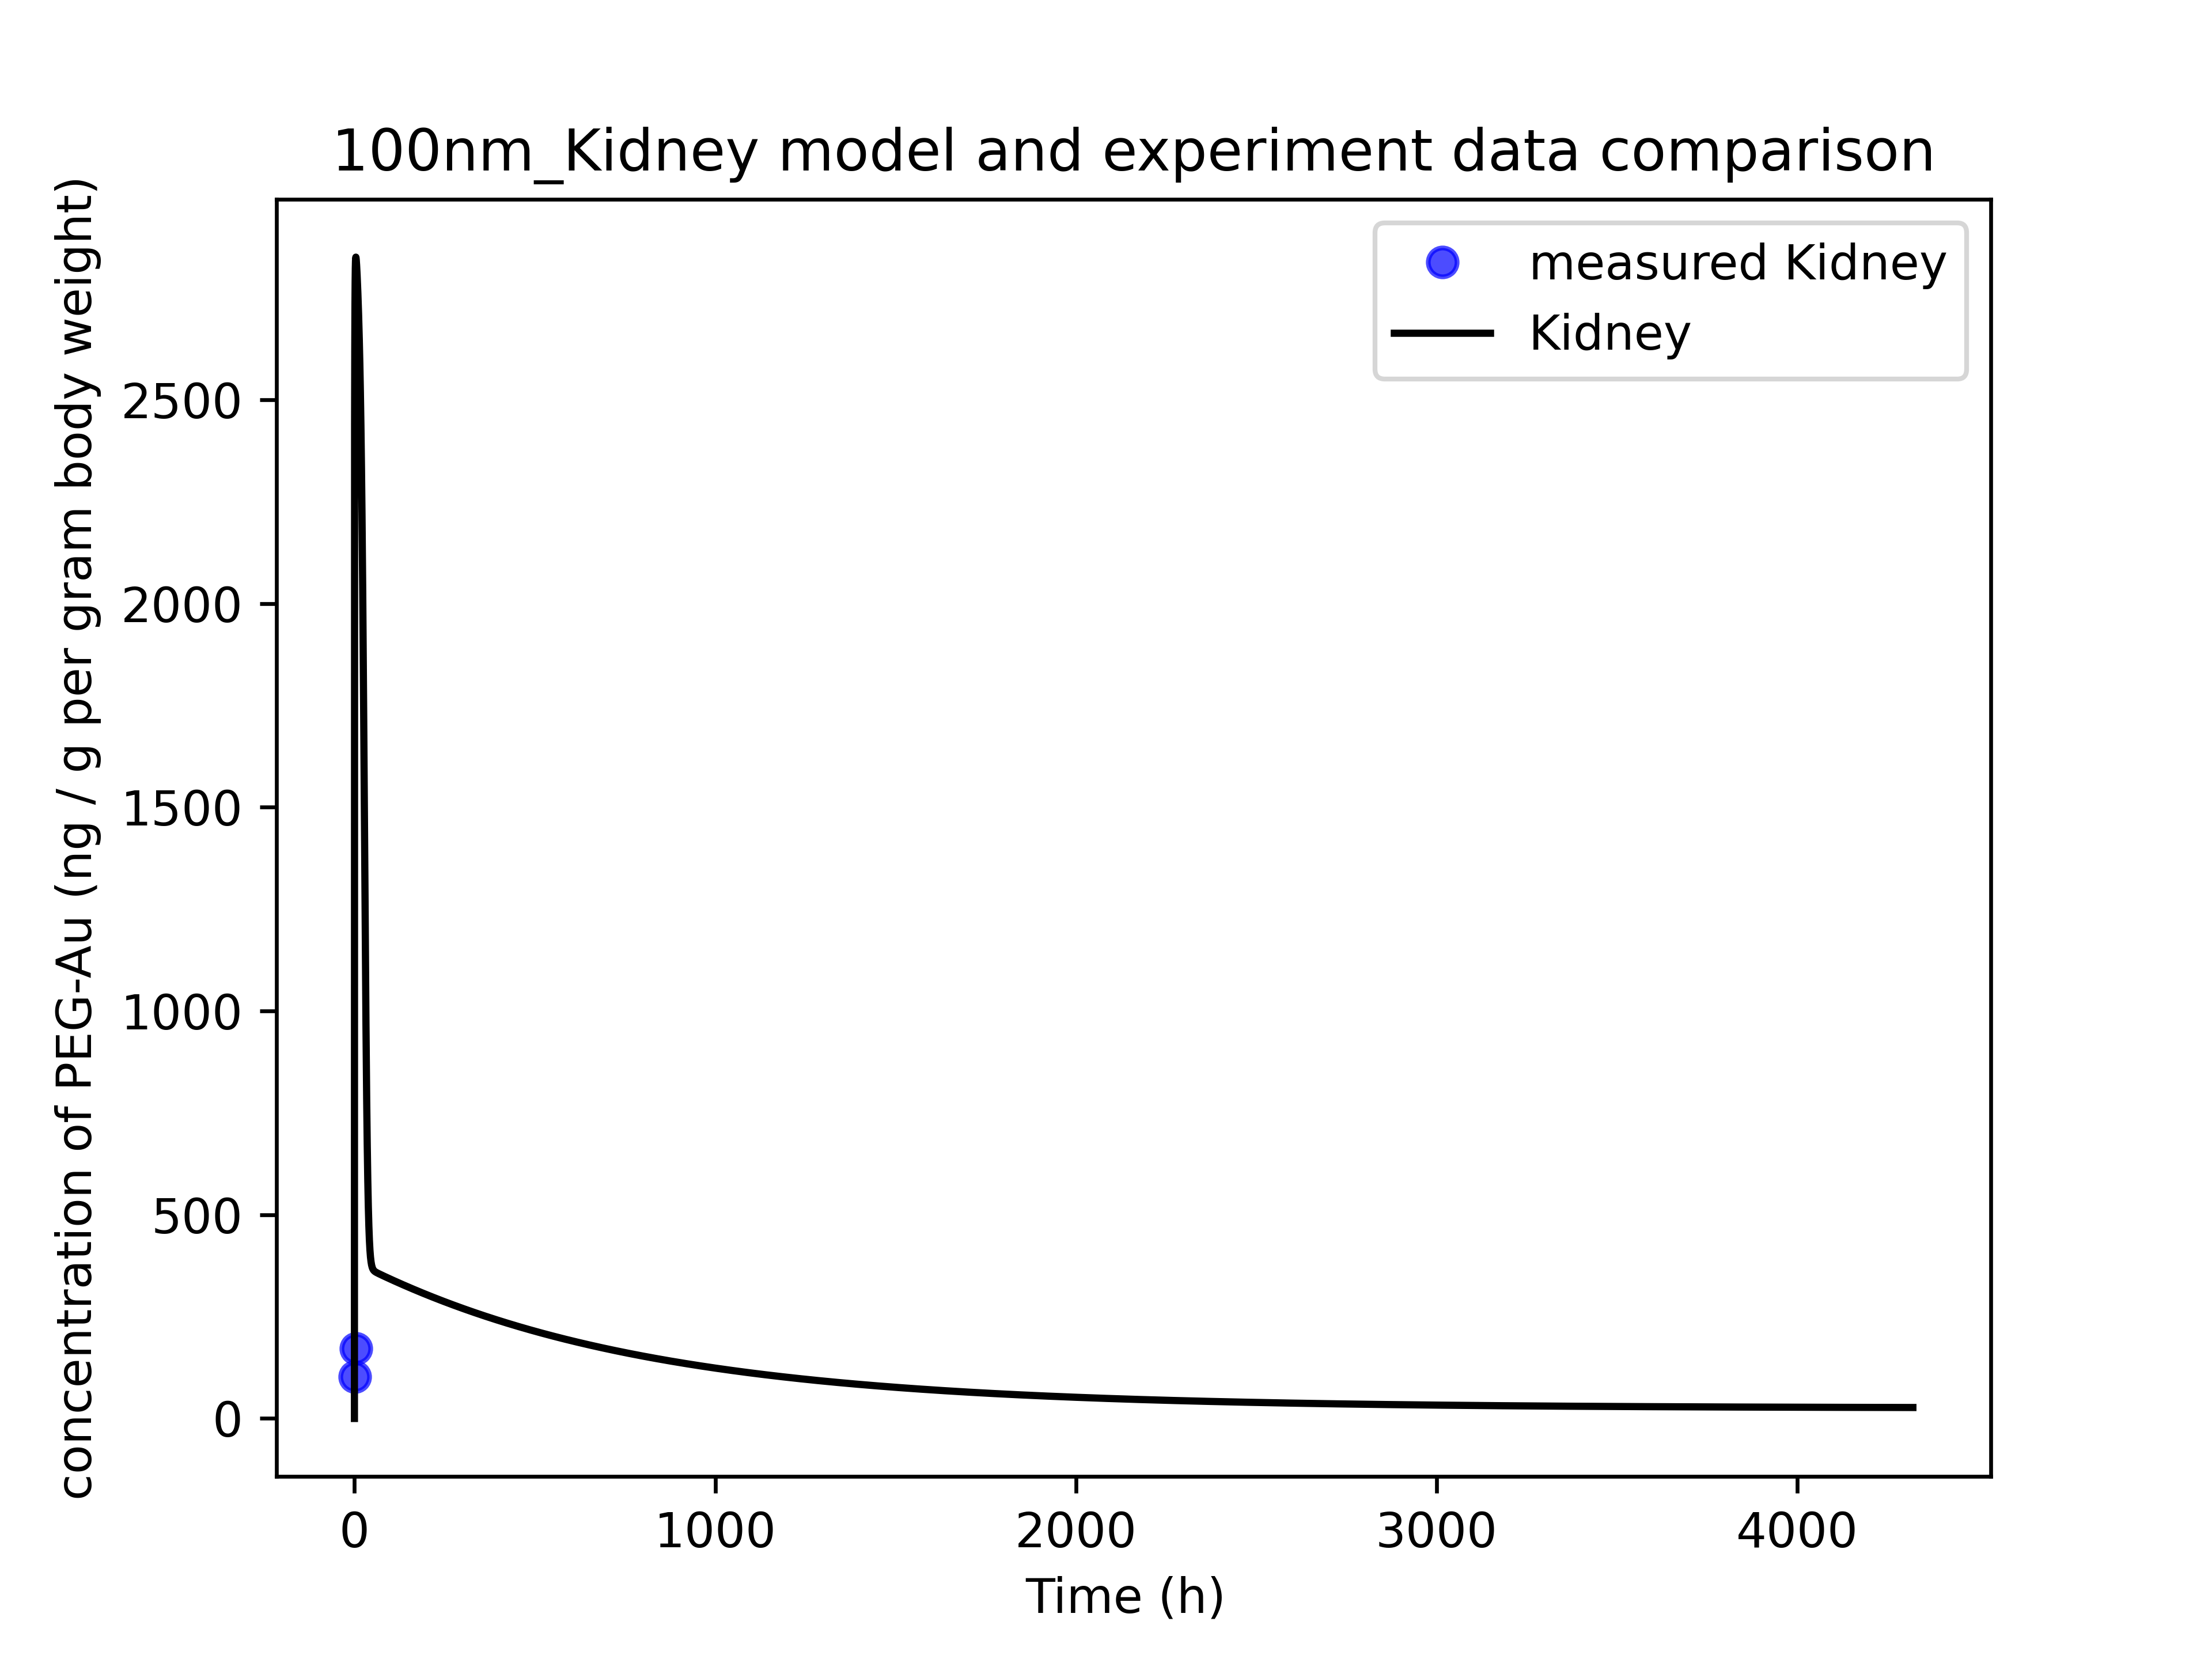 100nm_Kidney model and experiment data comparison
measured Kidney
Kidney
concentration of PEG-Au (ng / g per gram body weight)
2500
2000
1500
1000
500
0
0 1000 2000 3000 4000
Time (h)